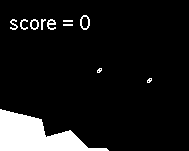 score = 0